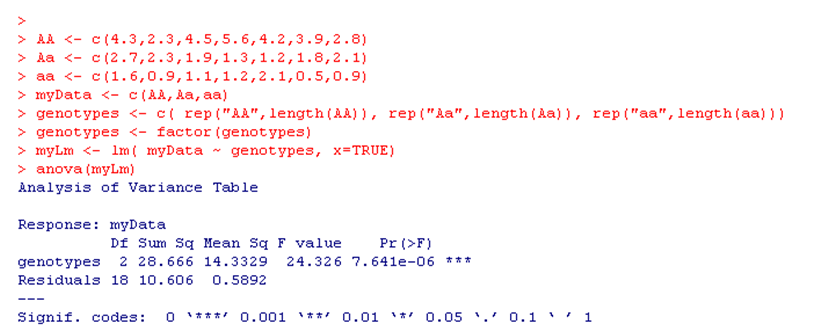 >
> AA <- c(4.3,2.3,4.5,5.6,4.2,3.9,2.8)
> Aa <- c(2.7,2.3,1.9,1.3,1.2,1.8,2.1)
> aa <- c(1.6,0.9,1.1,1.2,2.1,0.5,0.9)
> myData <- c(AA,Aa,aa)
> genotypes <- c( rep("AA",length(AA)), rep("Aa",length(Aa)), rep("aa",length(aa)))
> genotypes <- factor(genotypes)
> myLm <- lm( myData ~ genotypes, x=TRUE)
> anova(myLm)
Analysis of Variance Table
Response: myData
Df Sum Sq Mean Sq F value Pr(>F)
genotypes 2 28.666 14.3329 24.326 7.641e-06 ***
Residuals 18 10.606 0.5892
---
Signif. codes: 0 `***' 0.001 `**' 0.01 `*' 0.05 `.' 0.1 ` ' 1